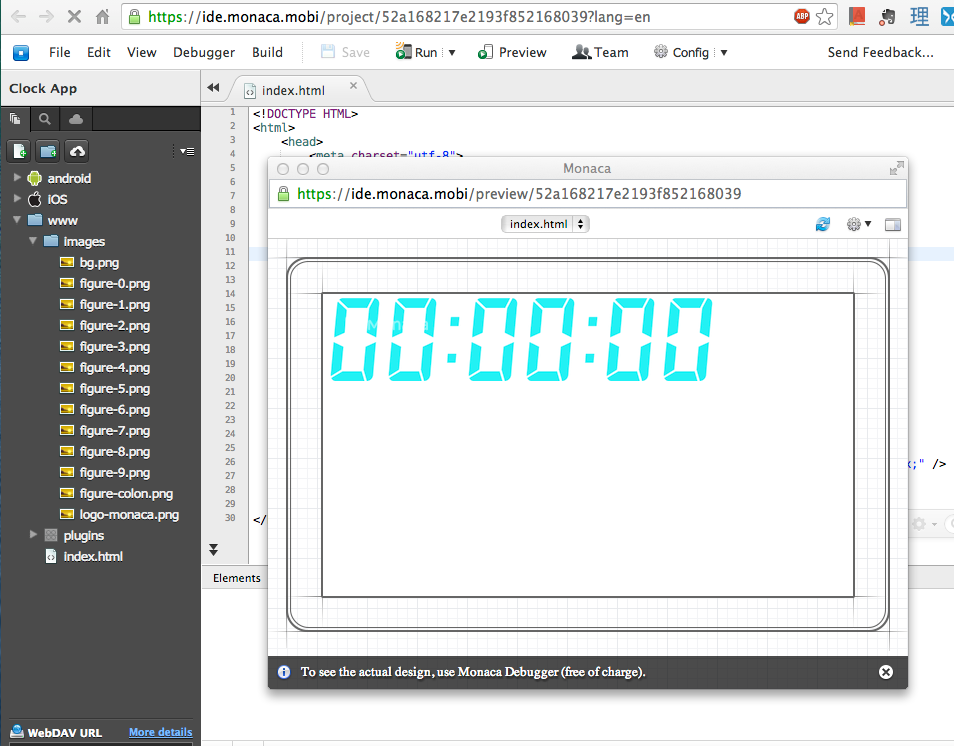 https://ide.monaca.mobi/project/52a168217e2193f852168039?lang=en
ABP
理
File Edit View Debugger Build Save Run Preview Team Config Send Feedback...
Clock App
index.html
1 <!DOCTYPE HTML>
2 <html>
3 <head>
4 <meta charset="utf-8">
5
6
7
8
9
10
11
12
13
14
15
16
17
18
19
20
21
22
23
24
25
26 ;" />
27
28
29
30 </
android
IOS
www
images
bg.png
figure-0.png
figure-1.png
figure-2.png
figure-3.png
figure-4.png
figure-5.png
figure-6.png
figure-7.png
figure-8.png
figure-9.png
figure-colon.png
logo-monaca.png
plugins
index.html
WebDAV URL More details
Elements
Monaca
https://ide.monaca.mobi/preview/52a168217e2193f852168039
index.html
00:00:00
Monaca
To see the actual design, use Monaca Debugger (free of charge).